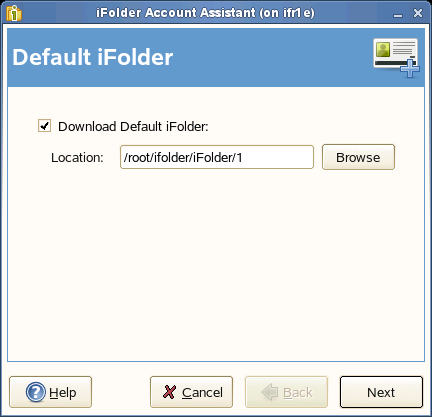 iFolder Account Assistant (on ifr1e)
Default iFolder
Download Default iFolder:
Location: /root/ifolder/iFolder/1 Browse
Help Cancel Back Next